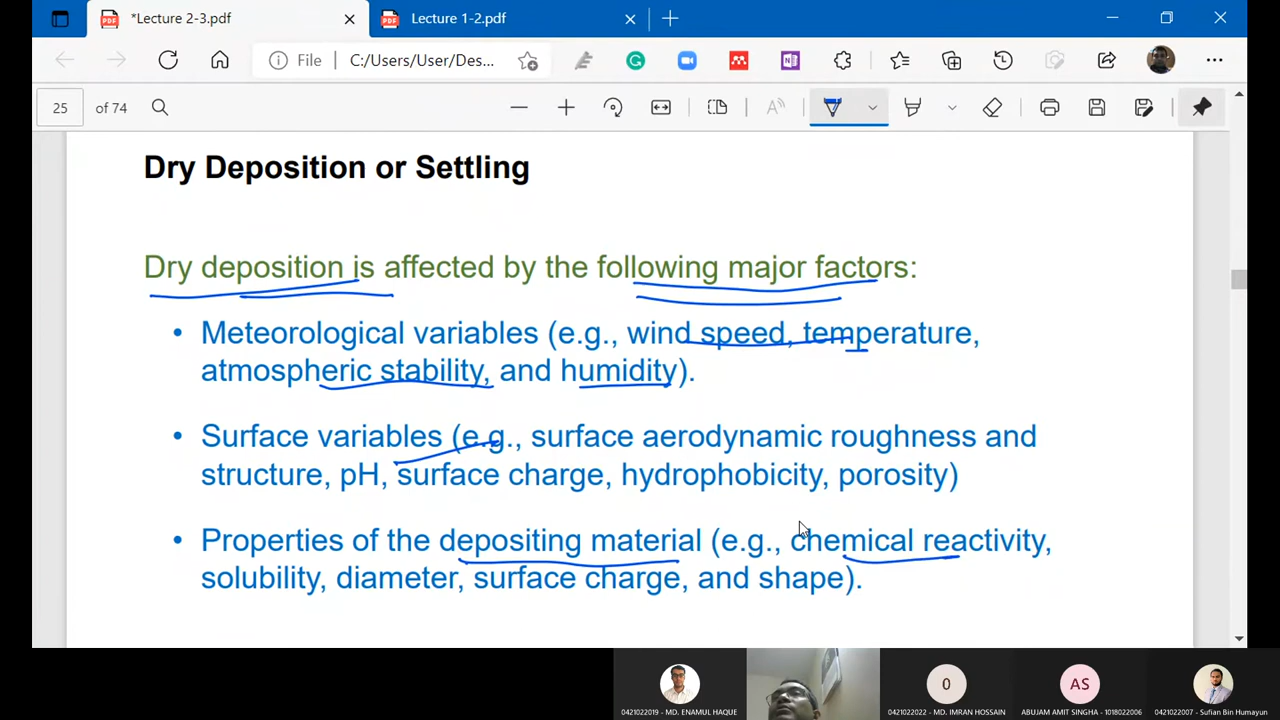 *Lecture 2-3.pdf
Lecture 1-2.pdf
File
C:/Users/User/Des...
25 of 74
Dry Deposition or Settling
Dry deposition is affected by the following major factors:
• Meteorological variables (e.g., wind speed, temperature,
atmospheric stability, and humidity).
• Surface variables (e.g., surface aerodynamic roughness and
structure, pH, surface charge, hydrophobicity, porosity)
• Properties of the depositing material (e.g., chemical reactivity,
solubility, diameter, surface charge, and shape).
0
AS
0421022019 - MD. ENAMUL HAQUE
0421022022 - MD. IMRAN HOSSAIN
ABUJAM AMIT SINGHA - 1018022006
0421022007 - Sufian Bin Humayun